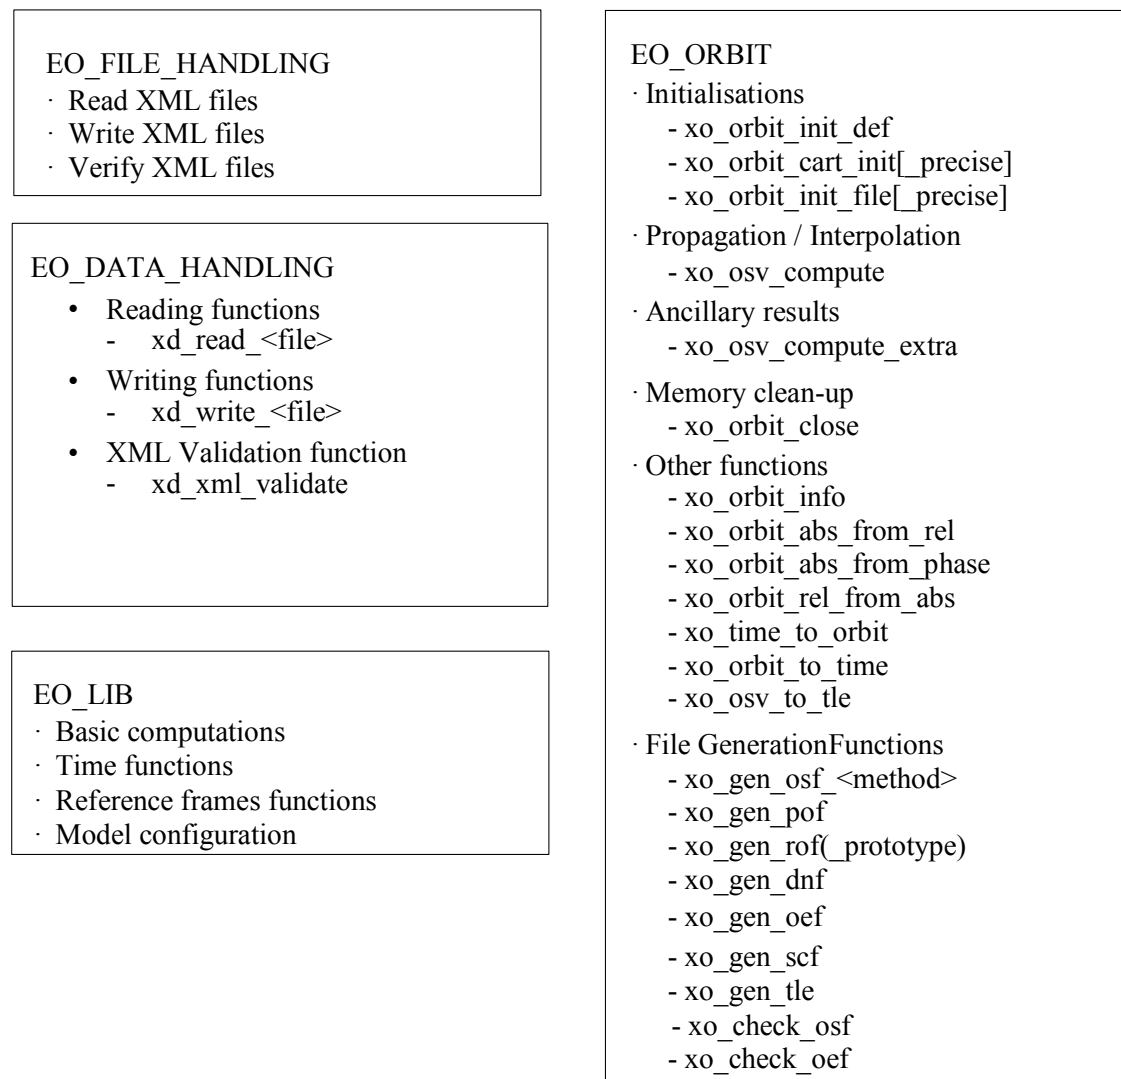 EO_FILE_HANDLING
· Read XML files
· Write XML files
· Verify XML files
EO_DATA_HANDLING
• Reading functions
- xd_read_<file>
• Writing functions
- xd_write_<file>
• XML Validation function
- xd_xml_validate
EO_LIB
· Basic computations
· Time functions
· Reference frames functions
· Model configuration
EO_ORBIT
· Initialisations
- xo_orbit_init_def
- xo_orbit_cart_init[_precise]
- xo_orbit_init_file[_precise]
· Propagation / Interpolation
- xo_osv_compute
· Ancillary results
- xo_osv_compute_extra
· Memory clean-up
- xo_orbit_close
· Other functions
- xo_orbit_info
- xo_orbit_abs_from_rel
- xo_orbit_abs_from_phase
- xo_orbit_rel_from_abs
- xo_time_to_orbit
- xo_orbit_to_time
- xo_osv_to_tle
· File GenerationFunctions
- xo_gen_osf_<method>
- xo_gen_pof
- xo_gen_rof(_prototype)
- xo_gen_dnf
- xo_gen_oef
- xo_gen_scf
- xo_gen_tle
- xo_check_osf
- xo_check_oef